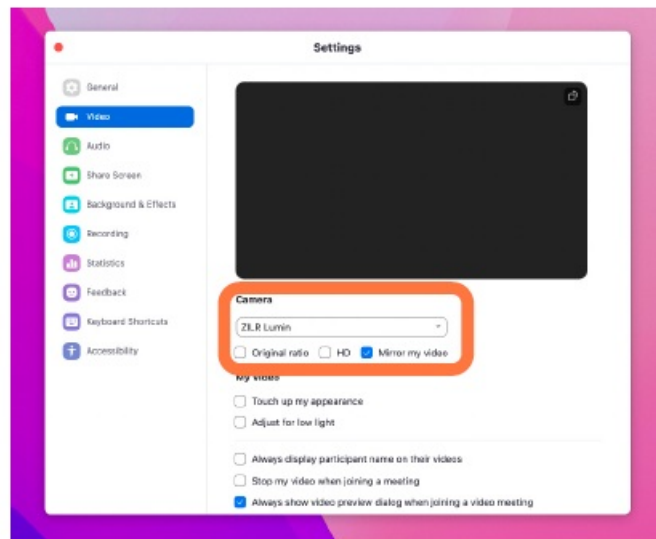 Settings
General
Video
Audio
Share Screen
Background & Effects
Recording
Statistics
Feedback
Keyboard Shortcuts
Accessibility
Camera
ZILR Lumin
Original ratio HD Mirror my video
My Video
Touch up my appearance
Adjust for low light
Always display participant name on their videos
Stop my video when joining a meeting
Always show video preview dialog when joining a video meeting